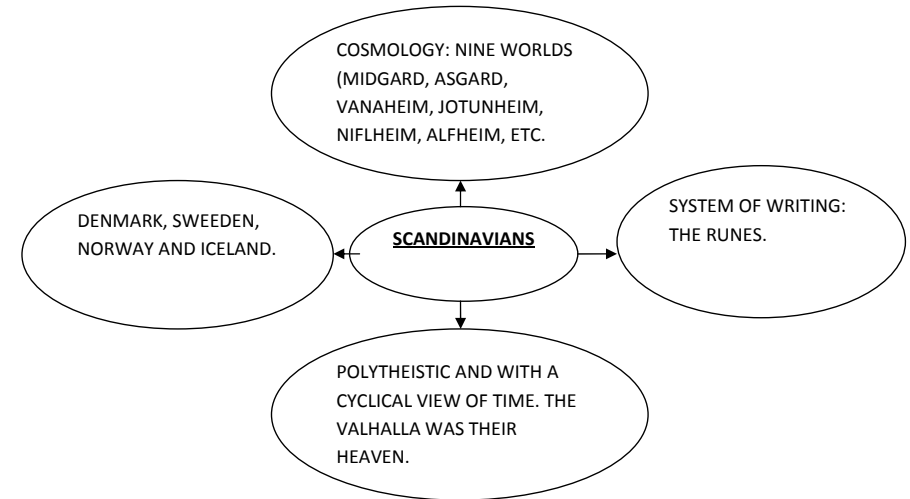 COSMOLOGY: NINE WORLDS
(MIDGARD, ASGARD,
VANAHEIM, JOTUNHEIM,
NIFLHEIM, ALFHEIM, ETC.
DENMARK, SWEEDEN,
NORWAY AND ICELAND.
SCANDINAVIANS
SYSTEM OF WRITING:
THE RUNES.
POLYTHEISTIC AND WITH A
CYCLICAL VIEW OF TIME. THE
VALHALLA WAS THEIR
HEAVEN.